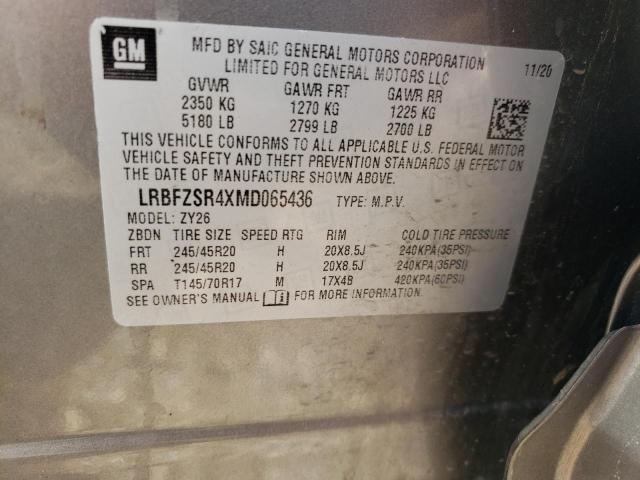 GM
MFD BY SAIC GENERAL MOTORS CORPORATION
LIMITED FOR GENERAL MOTORS LLC 11/20
GVWR GAWR FRT GAWR RR
2350 KG 1270 KG 1225 KG
5180 LB 2799 LB 2700 LB
THIS VEHICLE CONFORMS TO ALL APPLICABLE U.S. FEDERAL MOTOR
VEHICLE SAFETY AND THEFT PREVENTION STANDARDS IN EFFECT ON
THE DATE OF MANUFACTURE SHOWN ABOVE.
LRBFZSR4XMD065436 TYPE: M.P.V.
MODEL: ZY26
ZBDN TIRE SIZE SPEED RTG RIM COLD TIRE PRESSURE
FRT 245/45R20 H 20X8.5J 240KPA(35PSI)
RR 245/45R20 H 20X8.5J 240KPA(35PSI)
SPA T145/70R17 M 17X4B 420KPA(60PSI)
SEE OWNER'S MANUAL FOR MORE INFORMATION.